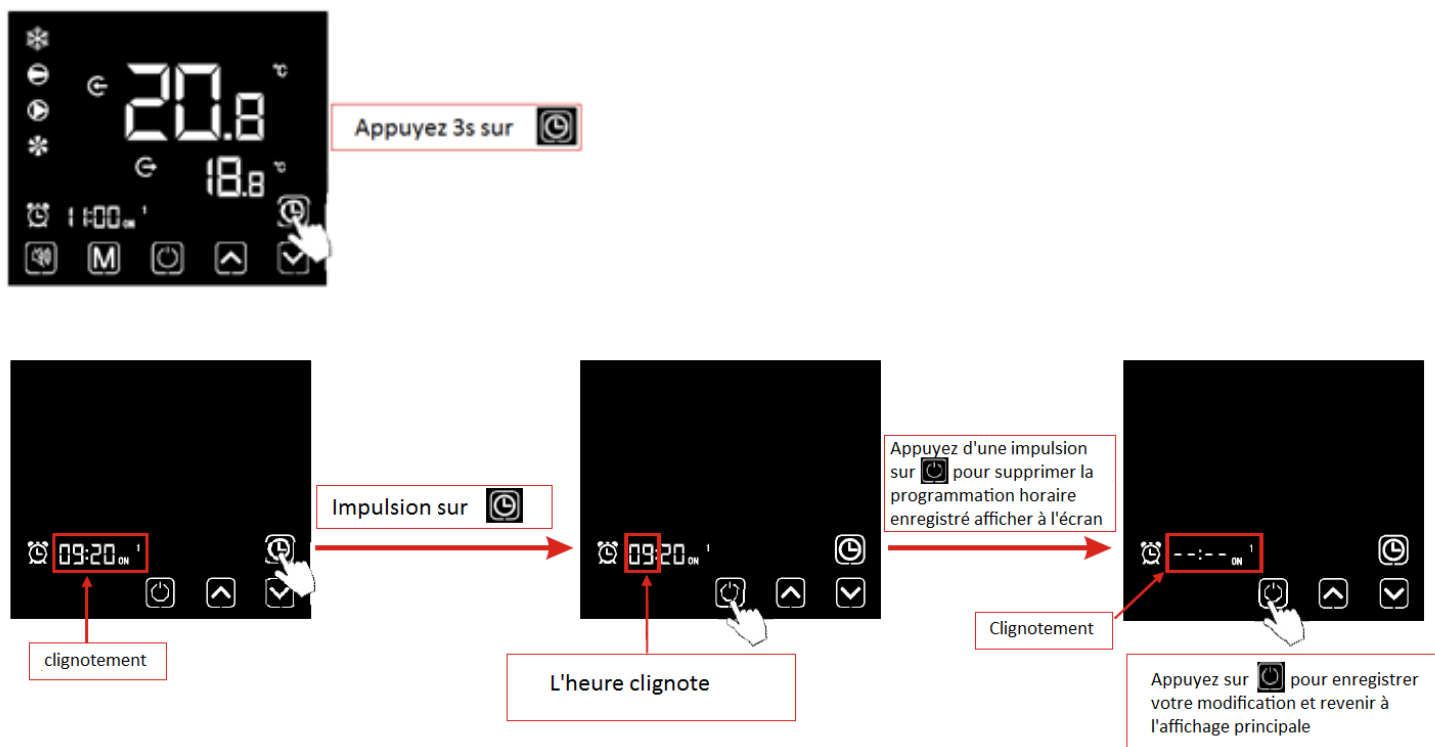 20.8 °C
Appuyez 3s sur
18.8 °C
11:00 ON 1
M
Appuyez d'une impulsion
sur pour supprimer la
programmation horaire
enregistré afficher à l'écran
Impulsion sur
09:20 ON 1
09:20 ON 1
--:-- ON 1
clignotement
L'heure clignote
Clignotement
Appuyez sur pour enregistrer
votre modification et revenir à
l'affichage principale